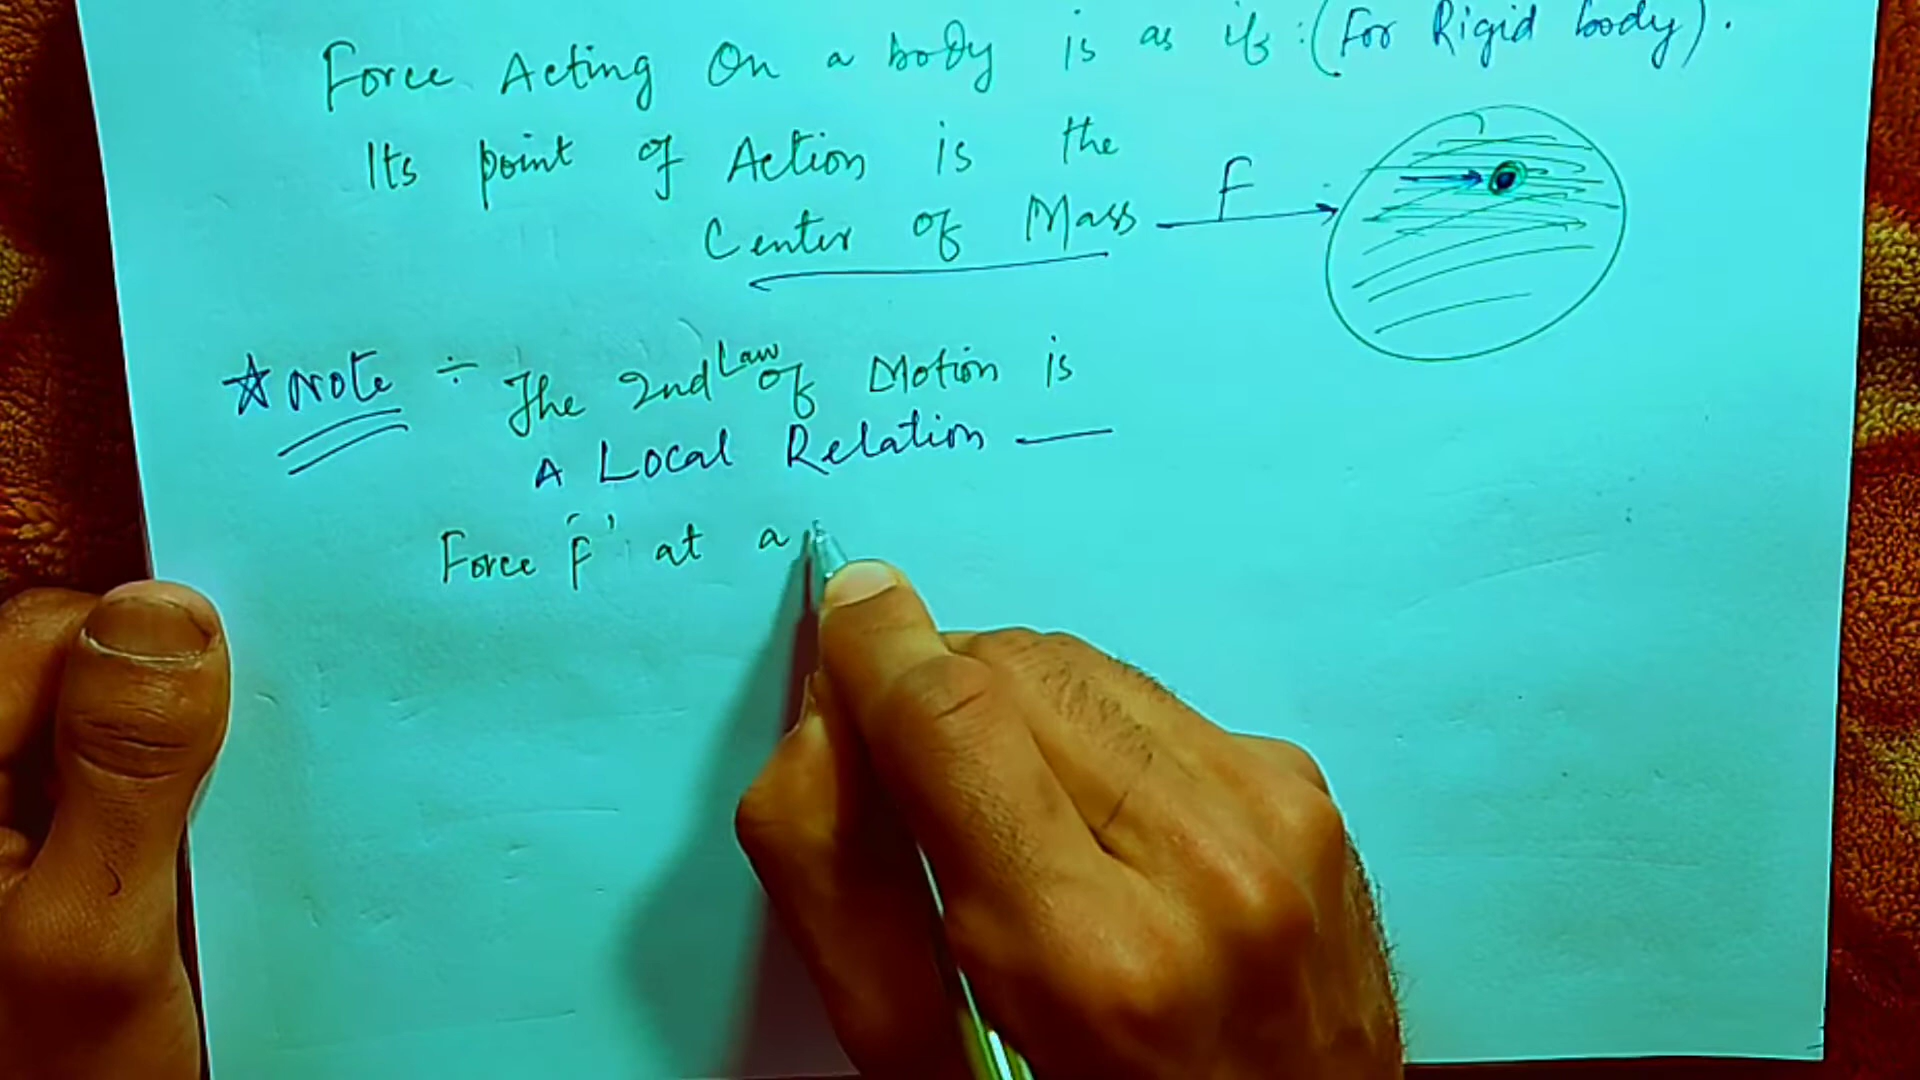 Force Acting On a body is as if : (For Rigid body).
Its point of Action is the
Center of Mass
F
☆ Note ÷ The 2nd Law of Motion is
A Local Relation —
Force 'F' at a